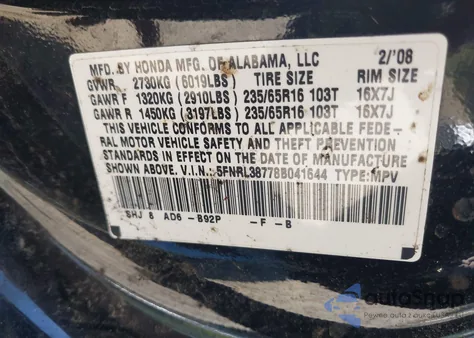 MFD. BY HONDA MFG. OF ALABAMA, LLC 2/'08
GVWR 2730KG (6019LBS) TIRE SIZE RIM SIZE
GAWR F 1320KG (2910LBS) 235/65R16 103T 16X7J
GAWR R 1450KG (3197LBS) 235/65R16 103T 16X7J
THIS VEHICLE CONFORMS TO ALL APPLICABLE FEDE-
RAL MOTOR VEHICLE SAFETY AND THEFT PREVENTION
STANDARDS IN EFFECT ON THE DATE OF MANUFACTURE
SHOWN ABOVE. V.I.N.: 5FNRL38778B041644 TYPE: MPV
SHJ 8 AD6 -B92P -F -B
autoShop